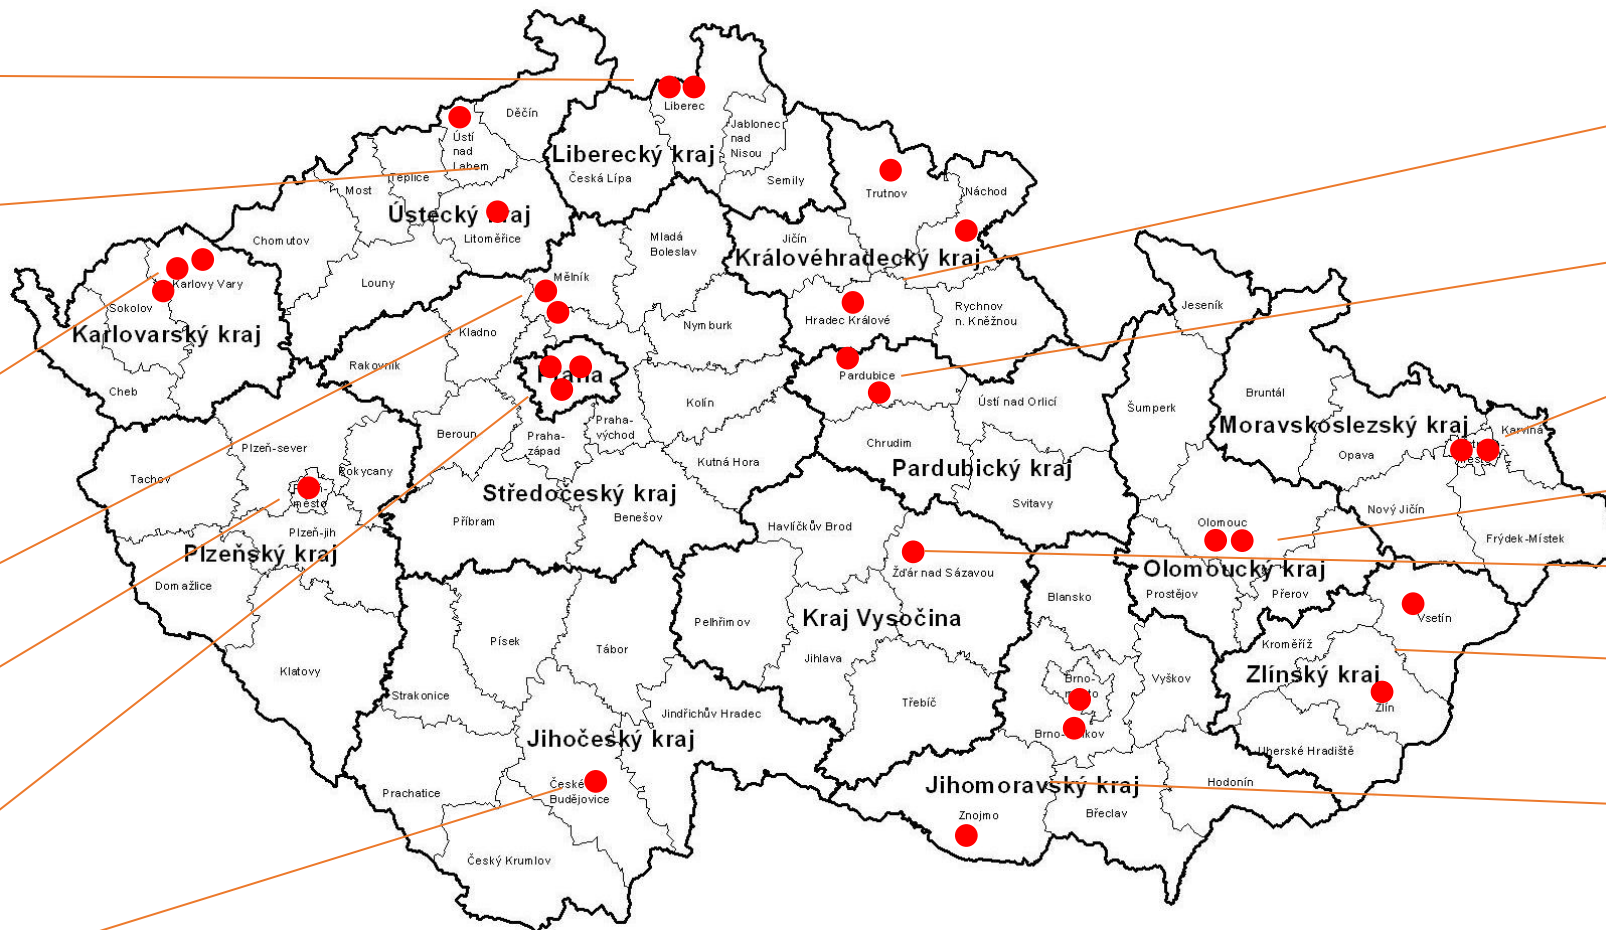 Děčín
Liberec
Ústí
nad
Labem
Jablonec
nad
Nisou
Liberecký kraj
Teplice
Česká Lípa
Semily
Most
Trutnov
Náchod
Ústecký kraj
Litoměřice
Chomutov
Mladá
Boleslav
Jičín
Královéhradecký kraj
Louny
Mělník
Karlovy Vary
Sokolov
Karlovarský kraj
Jeseník
Rychnov
n. Kněžnou
Hradec Králové
Nymburk
Kladno
Rakovník
Praha
Pardubice
Cheb
Kolín
Ústí nad Orlicí
Šumperk
Bruntál
Moravskoslezský kraj
Karviná
Beroun
Praha-
západ
Praha-
východ
Chrudim
Opava
Plzeň-sever
Rokycany
Tachov
Kutná Hora
Pardubický kraj
město
Středočeský kraj
Svitavy
Nový Jičín
Příbram
Benešov
Havlíčkův Brod
Olomouc
Frýdek-Místek
Plzeň-jih
Plzeňský kraj
Žďár nad Sázavou
Olomoucký kraj
Domažlice
Blansko
Prostějov
Přerov
Pelhřimov
Kraj Vysočina
Vsetín
Písek
Tábor
Jihlava
Kroměříž
Klatovy
Zlínský kraj
Brno-
Vyškov
Strakonice
Třebíč
Zlín
Jindřichův Hradec
Jihočeský kraj
Uherské Hradiště
České
Budějovice
Jihomoravský kraj
Hodonín
Prachatice
Znojmo
Břeclav
Český Krumlov